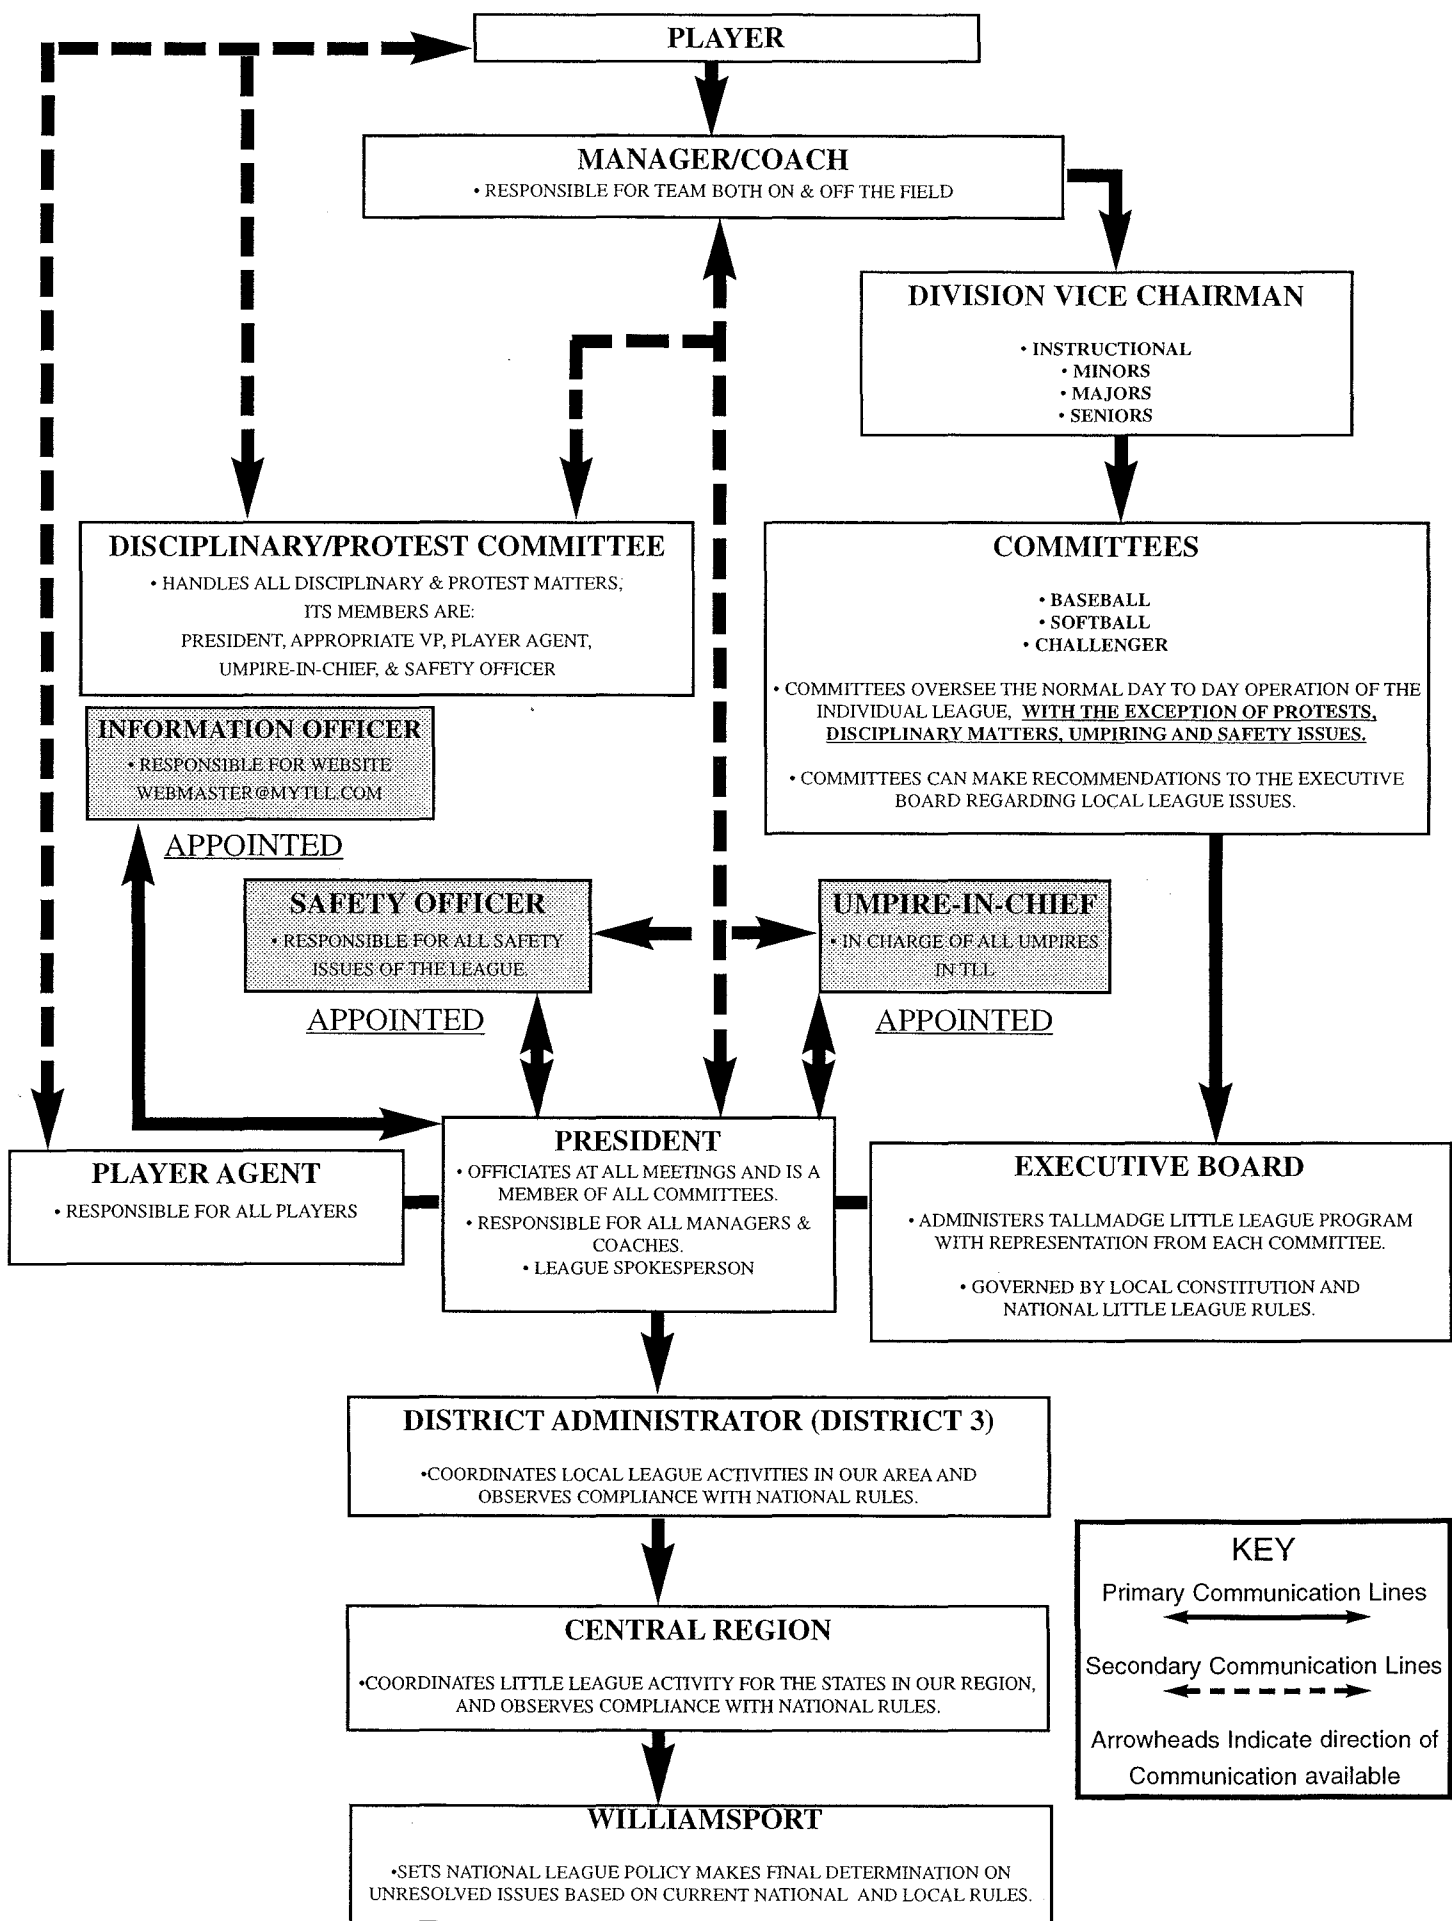 PLAYER
MANAGER/COACH
• RESPONSIBLE FOR TEAM BOTH ON & OFF THE FIELD
DIVISION VICE CHAIRMAN
• INSTRUCTIONAL
• MINORS
• MAJORS
• SENIORS
DISCIPLINARY/PROTEST COMMITTEE
• HANDLES ALL DISCIPLINARY & PROTEST MATTERS,
ITS MEMBERS ARE:
PRESIDENT, APPROPRIATE VP, PLAYER AGENT,
UMPIRE-IN-CHIEF, & SAFETY OFFICER
COMMITTEES
• BASEBALL
• SOFTBALL
• CHALLENGER
• COMMITTEES OVERSEE THE NORMAL DAY TO DAY OPERATION OF THE
INDIVIDUAL LEAGUE, WITH THE EXCEPTION OF PROTESTS,
DISCIPLINARY MATTERS, UMPIRING AND SAFETY ISSUES.
• COMMITTEES CAN MAKE RECOMMENDATIONS TO THE EXECUTIVE
BOARD REGARDING LOCAL LEAGUE ISSUES.
INFORMATION OFFICER
• RESPONSIBLE FOR WEBSITE
WEBMASTER@MYTLL.COM
APPOINTED
SAFETY OFFICER
• RESPONSIBLE FOR ALL SAFETY
ISSUES OF THE LEAGUE.
APPOINTED
UMPIRE-IN-CHIEF
• IN CHARGE OF ALL UMPIRES
IN TLL
APPOINTED
PLAYER AGENT
• RESPONSIBLE FOR ALL PLAYERS
PRESIDENT
• OFFICIATES AT ALL MEETINGS AND IS A
MEMBER OF ALL COMMITTEES.
• RESPONSIBLE FOR ALL MANAGERS &
COACHES.
• LEAGUE SPOKESPERSON
EXECUTIVE BOARD
• ADMINISTERS TALLMADGE LITTLE LEAGUE PROGRAM
WITH REPRESENTATION FROM EACH COMMITTEE.
• GOVERNED BY LOCAL CONSTITUTION AND
NATIONAL LITTLE LEAGUE RULES.
DISTRICT ADMINISTRATOR (DISTRICT 3)
•COORDINATES LOCAL LEAGUE ACTIVITIES IN OUR AREA AND
OBSERVES COMPLIANCE WITH NATIONAL RULES.
CENTRAL REGION
•COORDINATES LITTLE LEAGUE ACTIVITY FOR THE STATES IN OUR REGION,
AND OBSERVES COMPLIANCE WITH NATIONAL RULES.
WILLIAMSPORT
•SETS NATIONAL LEAGUE POLICY MAKES FINAL DETERMINATION ON
UNRESOLVED ISSUES BASED ON CURRENT NATIONAL AND LOCAL RULES.
KEY
Primary Communication Lines
Secondary Communication Lines
Arrowheads Indicate direction of
Communication available